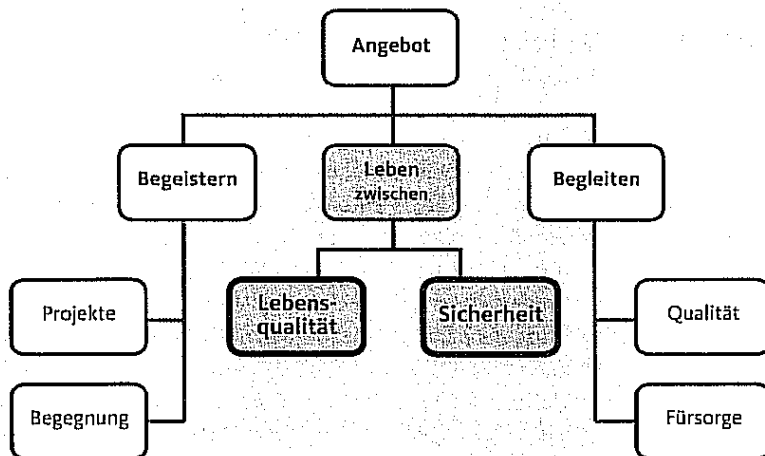 Angebot
Begeistern
Leben
zwischen
Begleiten
Projekte
Lebens-
qualität
Sicherheit
Qualität
Begegnung
Fürsorge